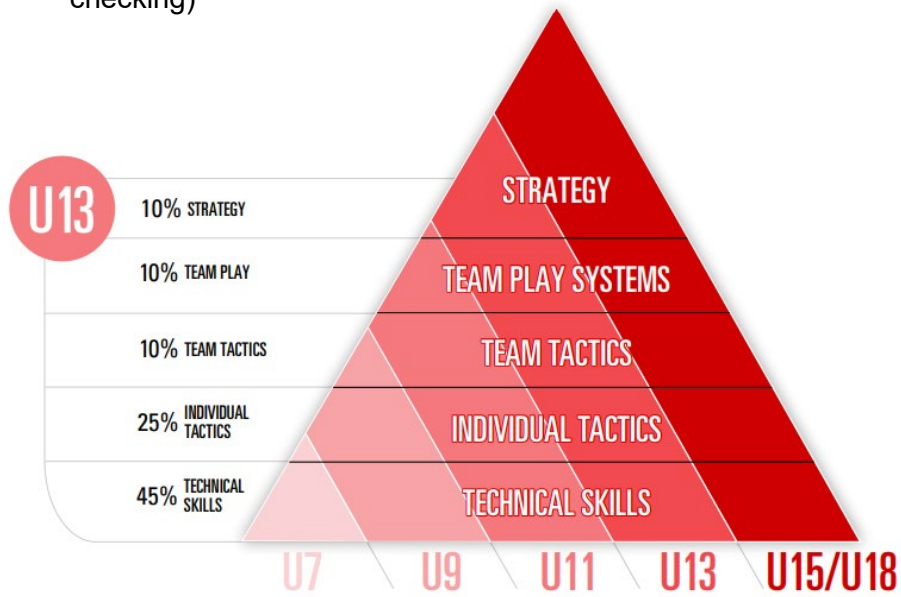 checking)
U13
10% STRATEGY
10% TEAM PLAY
10% TEAM TACTICS
25% INDIVIDUAL
TACTICS
45% TECHNICAL
SKILLS
STRATEGY
TEAM PLAY SYSTEMS
TEAM TACTICS
INDIVIDUAL TACTICS
TECHNICAL SKILLS
U7 U9 U11 U13 U15/U18